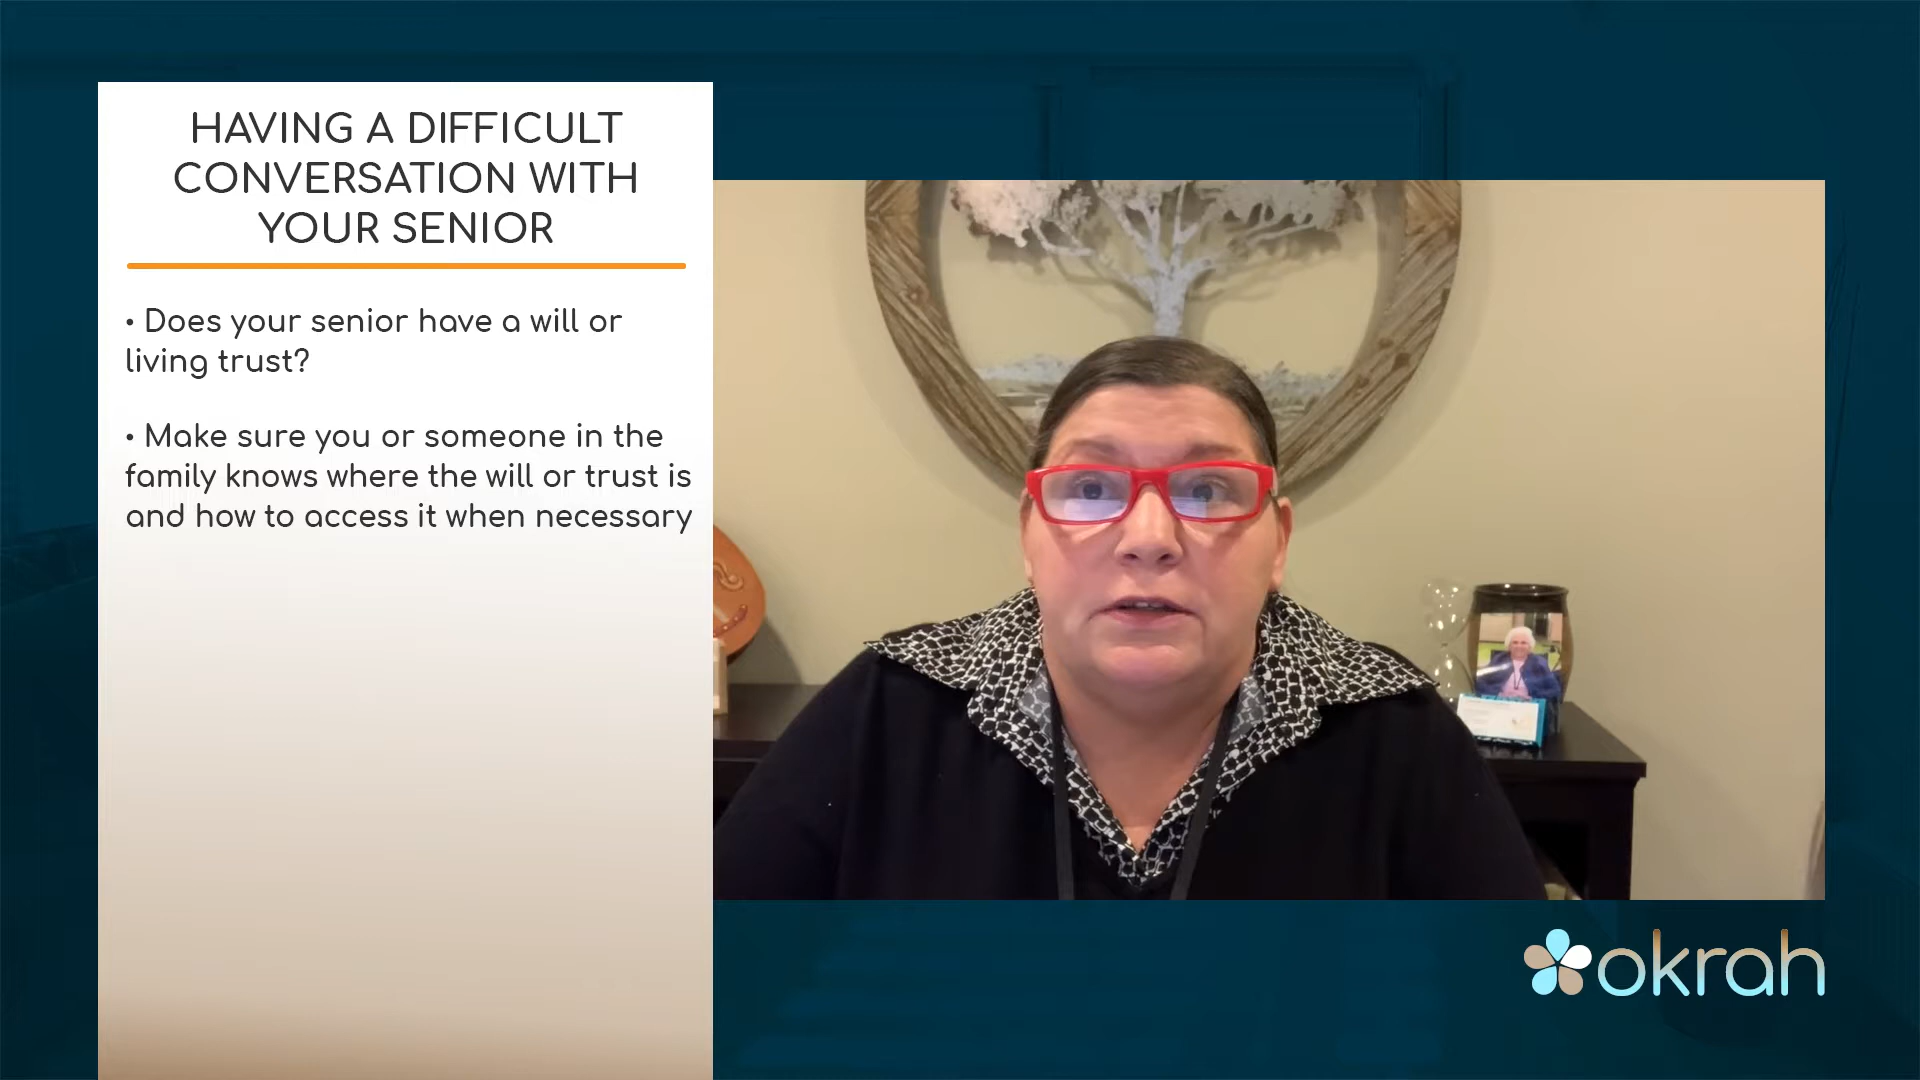 HAVING A DIFFICULT
CONVERSATION WITH
YOUR SENIOR
• Does your senior have a will or
living trust?
• Make sure you or someone in the
family knows where the will or trust is
and how to access it when necessary
okrah